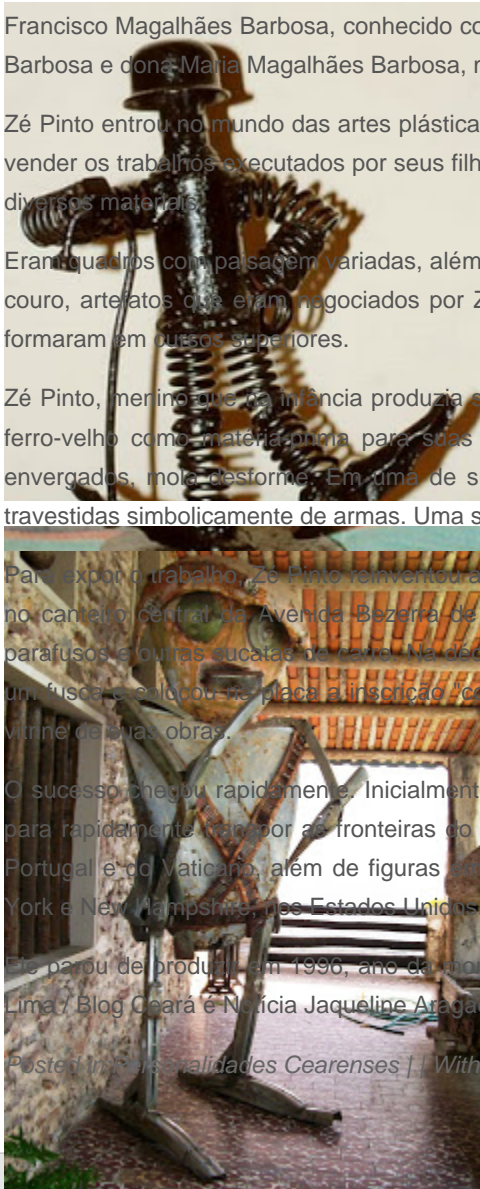 Francisco Magalhães Barbosa, conhecido co
Barbosa e dona Maria Magalhães Barbosa, r
Zé Pinto entrou no mundo das artes plástica
vender os trabalhos executados por seus filh
diversos materiais.
Eram quadros com paisagem variadas, além
couro, artefatos que eram negociados por Z
formaram em cursos superiores.
Zé Pinto, menino que na infância produzia s
ferro-velho como matéria-prima para suas
envergados, mola desforme. Em uma de s
travestidas simbolicamente de armas. Uma s
Para expor o trabalho, Zé Pinto reinventou a
no canteiro central da Avenida Bezerra de
parafusos e outras sucatas de carro. Na déc
um fusca e colocou na placa a inscrição "co
vitrine de suas obras.
O sucesso chegou rapidamente. Inicialment
para rapidamente transpor as fronteiras do
Portugal e do Vaticano, além de figuras
York e New Hampshire, nos Estados Unidos
Ele parou de produzir em 1996, ano da
Lima / Blog Ceará é Notícia Jaqueline Aragã
Posted in Personalidades Cearenses | | With